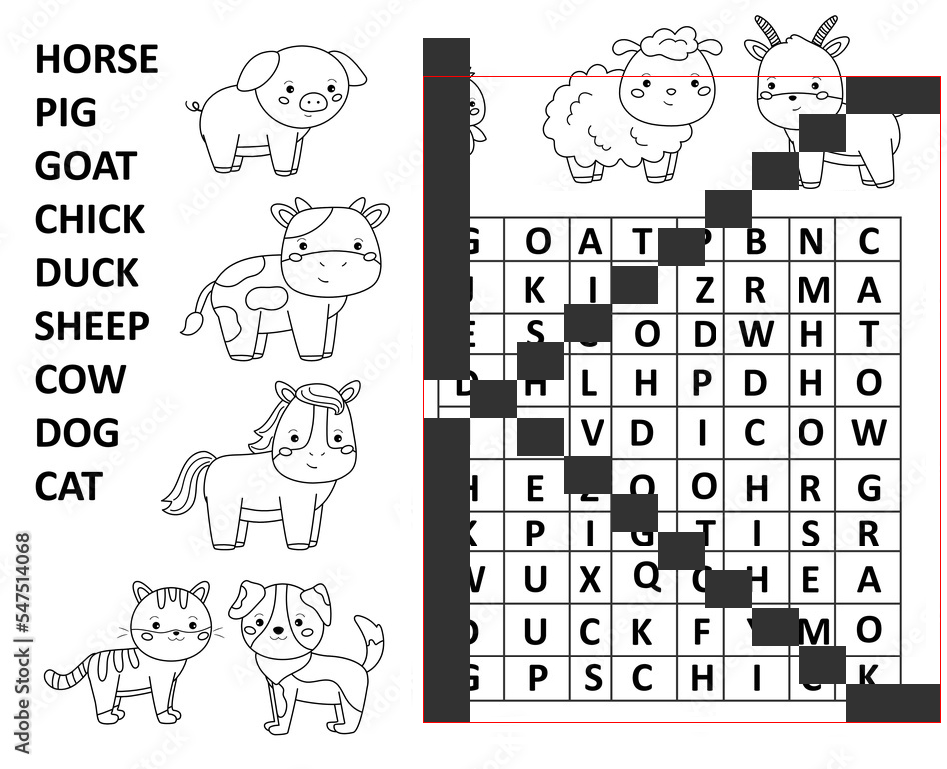 HORSE
PIG
GOAT
CHICK
DUCK
SHEEP
COW
DOG
CAT
G O A T P B N C
K I Z R M A
E S O D W H T
D H L H P D H O
V D I C O W
H E Z O O H R G
K P I G T I S R
W U X Q H E A
D U C K F Y M O
G P S C H I C K
Adobe Stock | #547514068